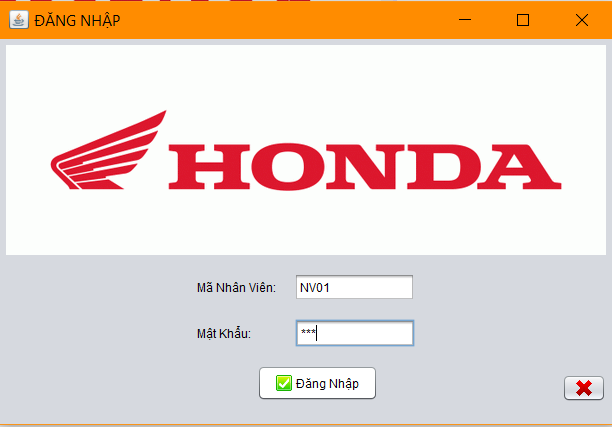 ĐĂNG NHẬP
HONDA
Mã Nhân Viên: NV01
Mật Khẩu: ***
Đăng Nhập